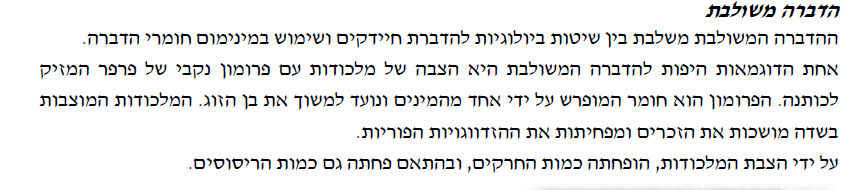 הדברה משולבת
ההדברה המשולבת משלבת בין שיטות ביולוגיות להדברת חיידקים ושימוש במינימום חומרי הדברה.
אחת הדוגמאות היפות להדברה המשולבת היא הצבה של מלכודות עם פרומון נקבי של פרפר המזיק
לכותנה. הפרומון הוא חומר המופרש על ידי אחד מהמינים ונועד למשוך את בן הזוג. המלכודות המוצבות
בשדה מושכות את הזכרים ומפחיתות את ההזדווגויות הפוריות.
על ידי הצבת המלכודות, הופחתה כמות החרקים, ובהתאם פחתה גם כמות הריסוסים.